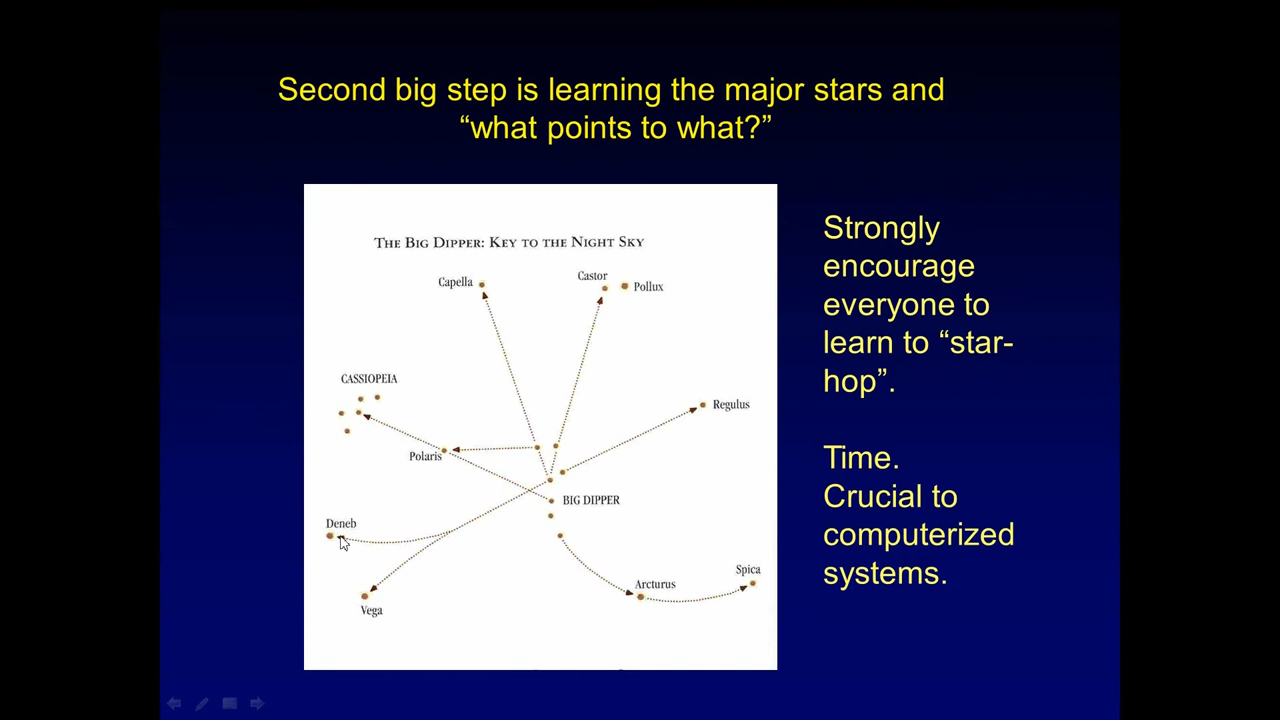 Second big step is learning the major stars and
“what points to what?”
THE BIG DIPPER: KEY TO THE NIGHT SKY
Capella
Castor
Pollux
CASSIOPEIA
Regulus
Polaris
BIG DIPPER
Deneb
Vega
Arcturus
Spica
Strongly
encourage
everyone to
learn to “star-
hop”.
Time.
Crucial to
computerized
systems.